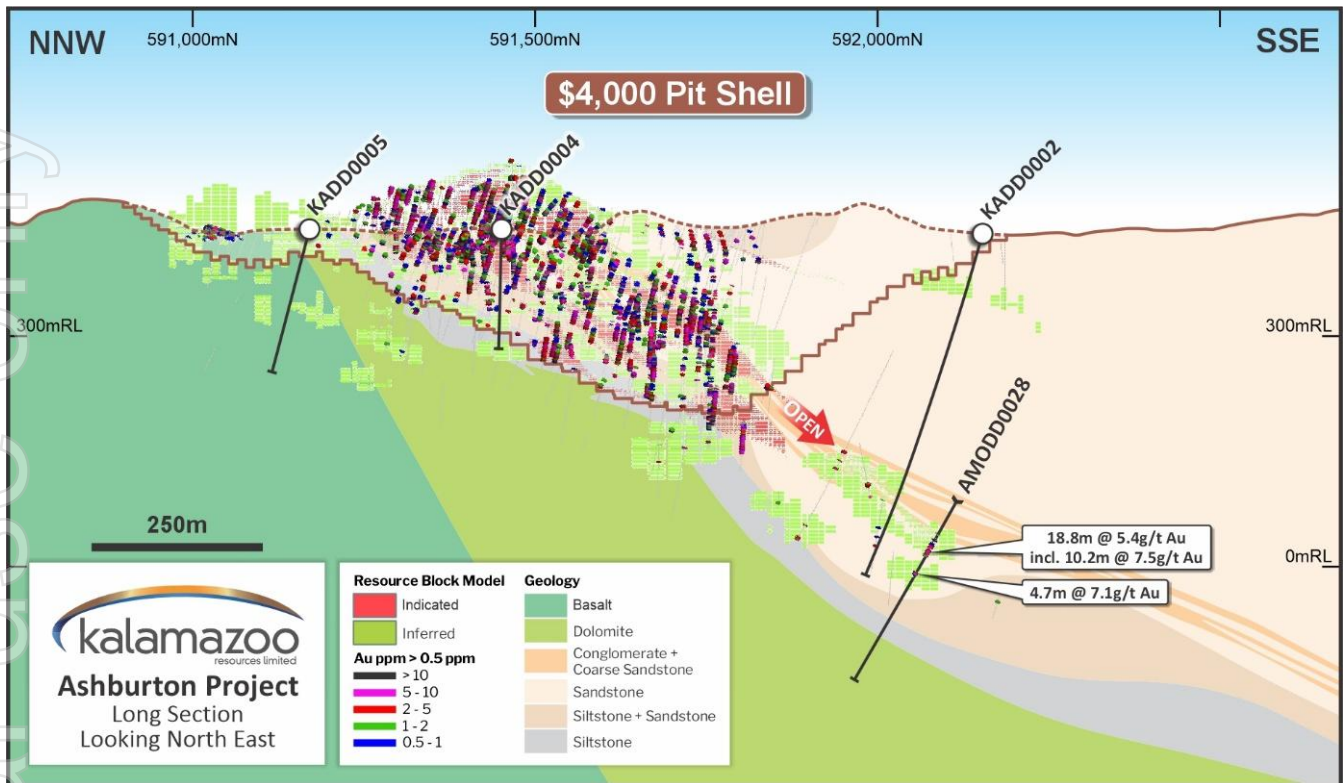 NNW
591,000mN
591,500mN
592,000mN
SSE
$4,000 Pit Shell
KADD0005
KADD0004
KADD0002
300mRL
300mRL
OPEN
AMODD0028
18.8m @ 5.4g/t Au
incl. 10.2m @ 7.5g/t Au
0mRL
4.7m @ 7.1g/t Au
250m
kalamazoo
resources limited
Ashburton Project
Long Section
Looking North East
Resource Block Model
Indicated
Inferred
Au ppm > 0.5 ppm
> 10
5 - 10
2 - 5
1 - 2
0.5 - 1
Geology
Basalt
Dolomite
Conglomerate +
Coarse Sandstone
Sandstone
Siltstone + Sandstone
Siltstone